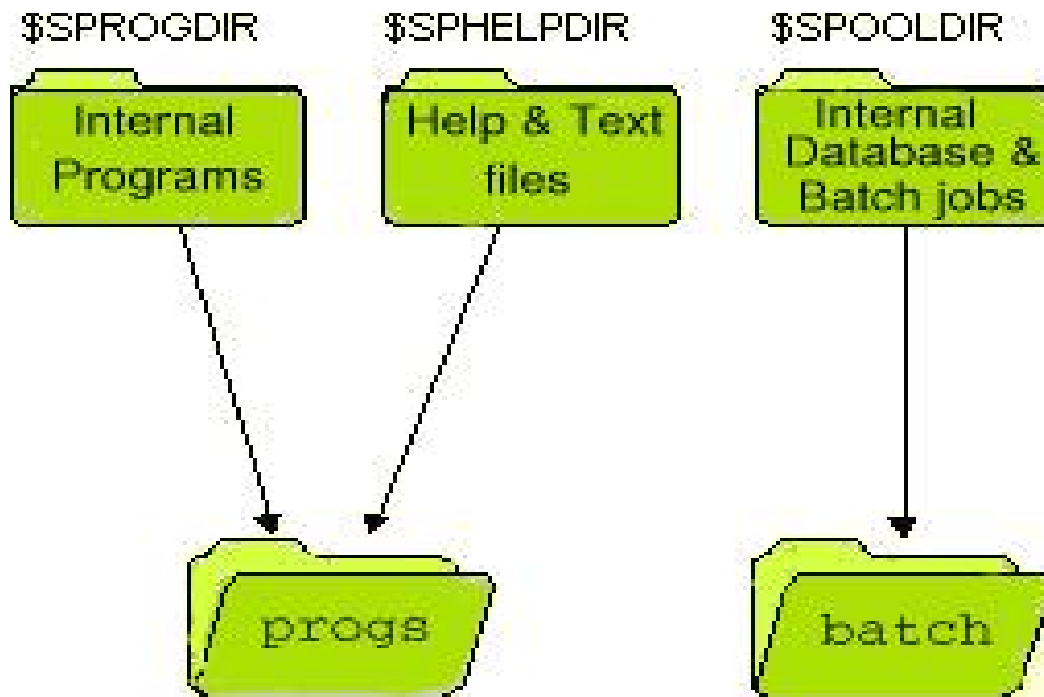 $SPROGDIR
$SPHELPDIR
$SPOOLDIR
Internal
Programs
Help & Text
files
Internal
Database &
Batch jobs
progs
batch